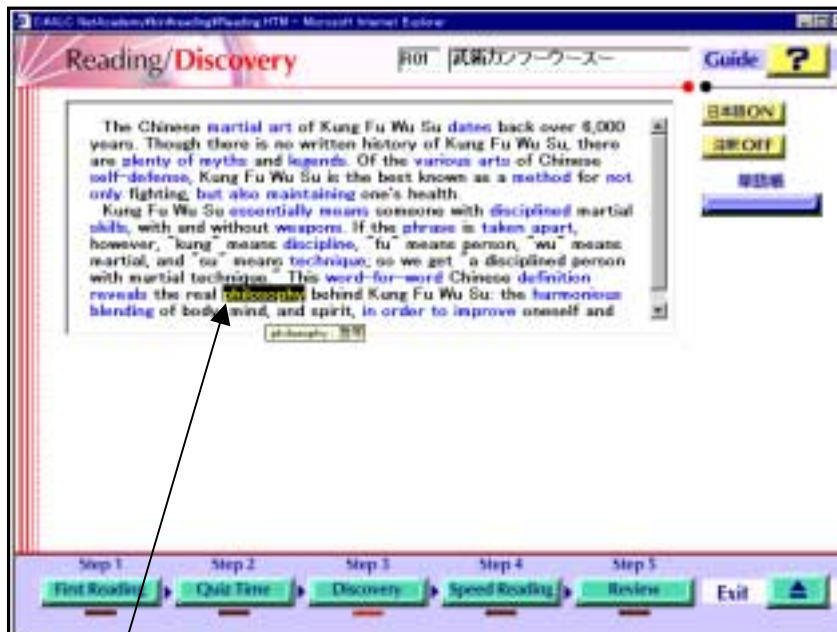 C:¥ALC NetAcademy¥bin¥reading¥Reading.HTM - Microsoft Internet Explorer
Reading/Discovery
R01
武術カンフーウースー
Guide
?
日本語ON
注釈OFF
単語帳
The Chinese martial art of Kung Fu Wu Su dates back over 6,000
years. Though there is no written history of Kung Fu Wu Su, there
are plenty of myths and legends. Of the various arts of Chinese
self-defense, Kung Fu Wu Su is the best known as a method for not
only fighting, but also maintaining one's health.
Kung Fu Wu Su essentially means someone with disciplined martial
skills, with and without weapons. If the phrase is taken apart,
however, "kung" means discipline, "fu" means person, "wu" means
martial, and "su" means technique; so we get "a disciplined person
with martial technique." This word-for-word Chinese definition
reveals the real philosophy behind Kung Fu Wu Su: the harmonious
blending of body, mind, and spirit, in order to improve oneself and
philosophy : 哲学
Step 1
Step 2
Step 3
Step 4
Step 5
First Reading
Quiz Time
Discovery
Speed Reading
Review
Exit